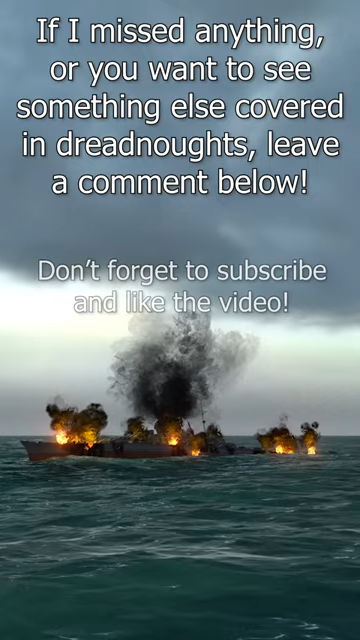 If I missed anything,
or you want to see
something else covered
in dreadnoughts, leave
a comment below!
Don't forget to subscribe
and like the video!